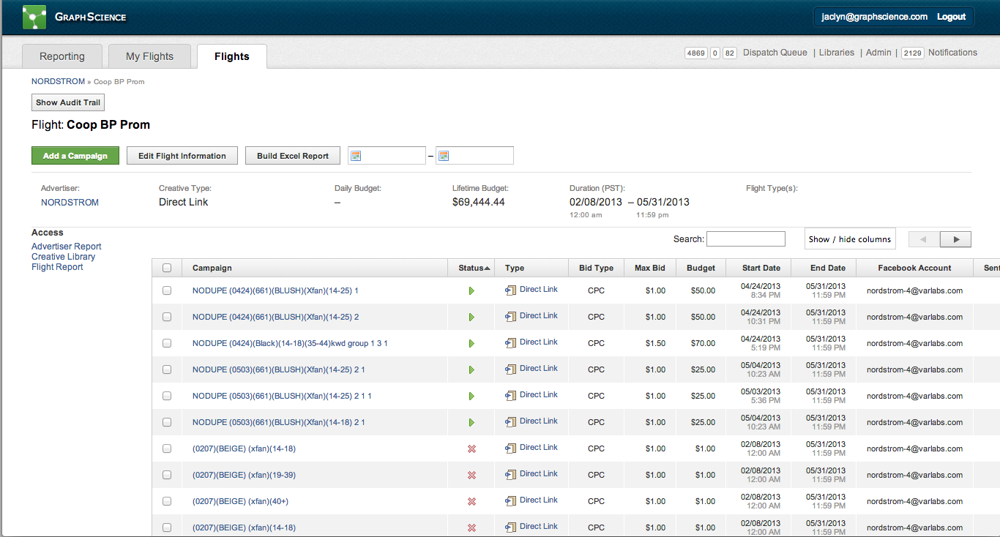 GRAPHSCIENCE
jaclyn@graphscience.com Logout
Reporting My Flights Flights
4869 0 82 Dispatch Queue | Libraries | Admin | 2129 Notifications
NORDSTROM » Coop BP Prom
Show Audit Trail
Flight: Coop BP Prom
Add a Campaign Edit Flight Information Build Excel Report –
Advertiser: Creative Type: Daily Budget: Lifetime Budget: Duration (PST): Flight Type(s):
NORDSTROM Direct Link – $69,444.44 02/08/2013 – 05/31/2013
12:00 am 11:59 pm
Access
Advertiser Report
Creative Library
Flight Report
Search: Show / hide columns
Campaign Status Type Bid Type Max Bid Budget Start Date End Date Facebook Account Sent
NODUPE (0424)(661)(BLUSH)(Xfan)(14-25) 1 Direct Link CPC $1.00 $50.00 04/24/2013 05/31/2013 nordstrom-4@varlabs.com
8:34 PM 11:59 PM
NODUPE (0424)(661)(BLUSH)(Xfan)(14-25) 2 Direct Link CPC $1.00 $50.00 04/24/2013 05/31/2013 nordstrom-4@varlabs.com
10:31 PM 11:59 PM
NODUPE (0424)(Black)(14-18)(35-44)kwd group 1 3 1 Direct Link CPC $1.50 $70.00 04/24/2013 05/31/2013 nordstrom-4@varlabs.com
5:19 PM 11:59 PM
NODUPE (0503)(661)(BLUSH)(Xfan)(14-25) 2 1 Direct Link CPC $1.00 $25.00 05/04/2013 05/31/2013 nordstrom-4@varlabs.com
10:23 AM 11:59 PM
NODUPE (0503)(661)(BLUSH)(Xfan)(14-25) 2 1 1 Direct Link CPC $1.00 $25.00 05/03/2013 05/31/2013 nordstrom-4@varlabs.com
5:36 PM 11:59 PM
NODUPE (0503)(661)(BLUSH)(Xfan)(14-18) 2 1 Direct Link CPC $1.00 $25.00 05/04/2013 05/31/2013 nordstrom-4@varlabs.com
10:23 AM 11:59 PM
(0207)(BEIGE) (xfan)(14-18) Direct Link CPC $1.00 $1.00 02/08/2013 05/31/2013 nordstrom-4@varlabs.com
12:00 AM 11:59 PM
(0207)(BEIGE) (xfan)(19-39) Direct Link CPC $1.00 $1.00 02/08/2013 05/31/2013 nordstrom-4@varlabs.com
12:00 AM 11:59 PM
(0207)(BEIGE) (xfan)(40+) Direct Link CPC $1.00 $1.00 02/08/2013 05/31/2013 nordstrom-4@varlabs.com
12:00 AM 11:59 PM
(0207)(BEIGE) (xfan)(14-18) Direct Link CPC $1.00 $1.00 02/08/2013 05/31/2013 nordstrom-4@varlabs.com
12:00 AM 11:59 PM